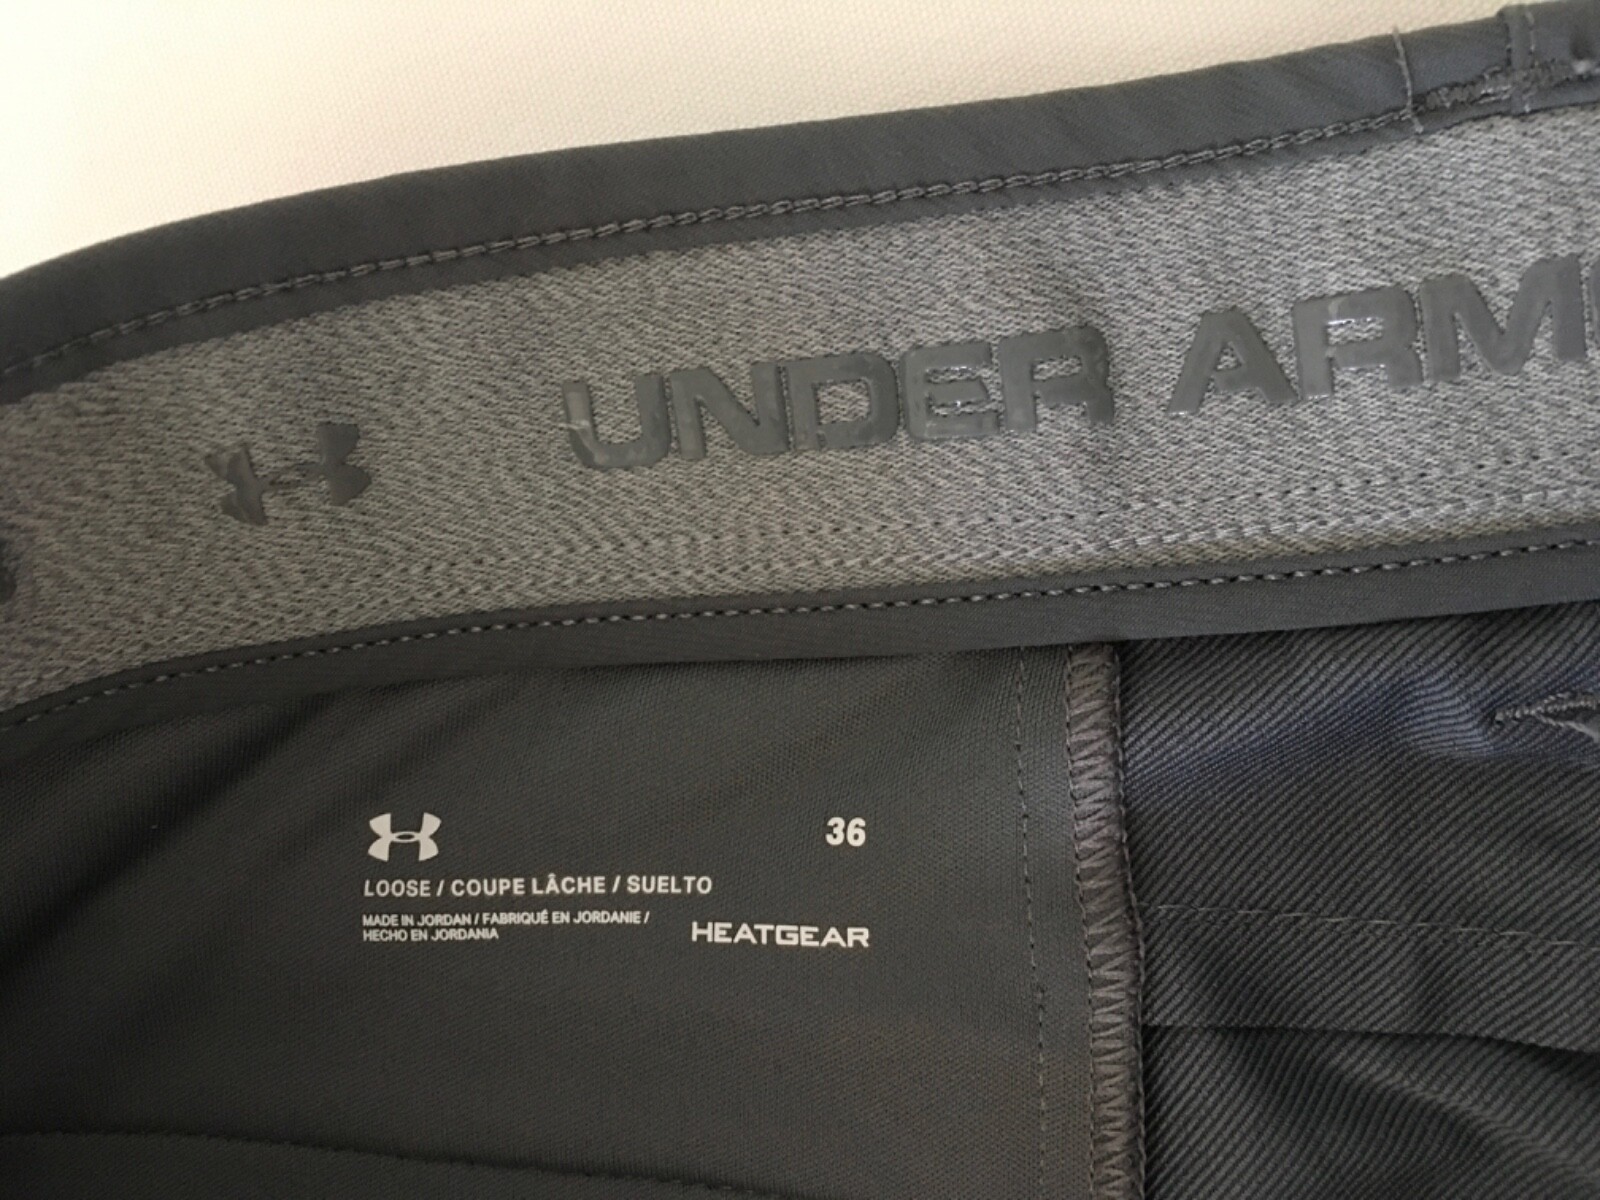 UNDER ARM
36
LOOSE / COUPE LÂCHE / SUELTO
MADE IN JORDAN / FABRIQUÉ EN JORDANIE /
HECHO EN JORDANIA
HEATGEAR